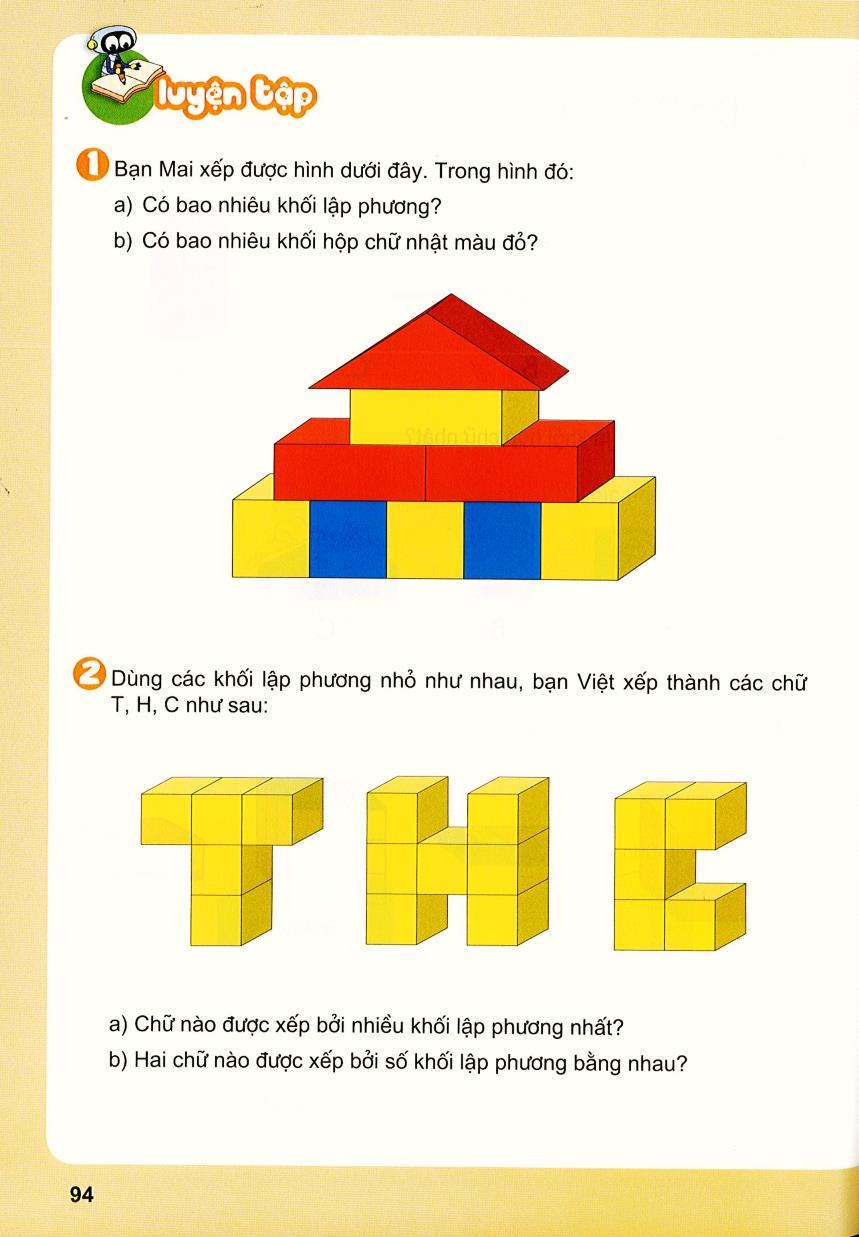 luyện tập
1 Bạn Mai xếp được hình dưới đây. Trong hình đó:
a) Có bao nhiêu khối lập phương?
b) Có bao nhiêu khối hộp chữ nhật màu đỏ?
2 Dùng các khối lập phương nhỏ như nhau, bạn Việt xếp thành các chữ
T, H, C như sau:
a) Chữ nào được xếp bởi nhiều khối lập phương nhất?
b) Hai chữ nào được xếp bởi số khối lập phương bằng nhau?
94